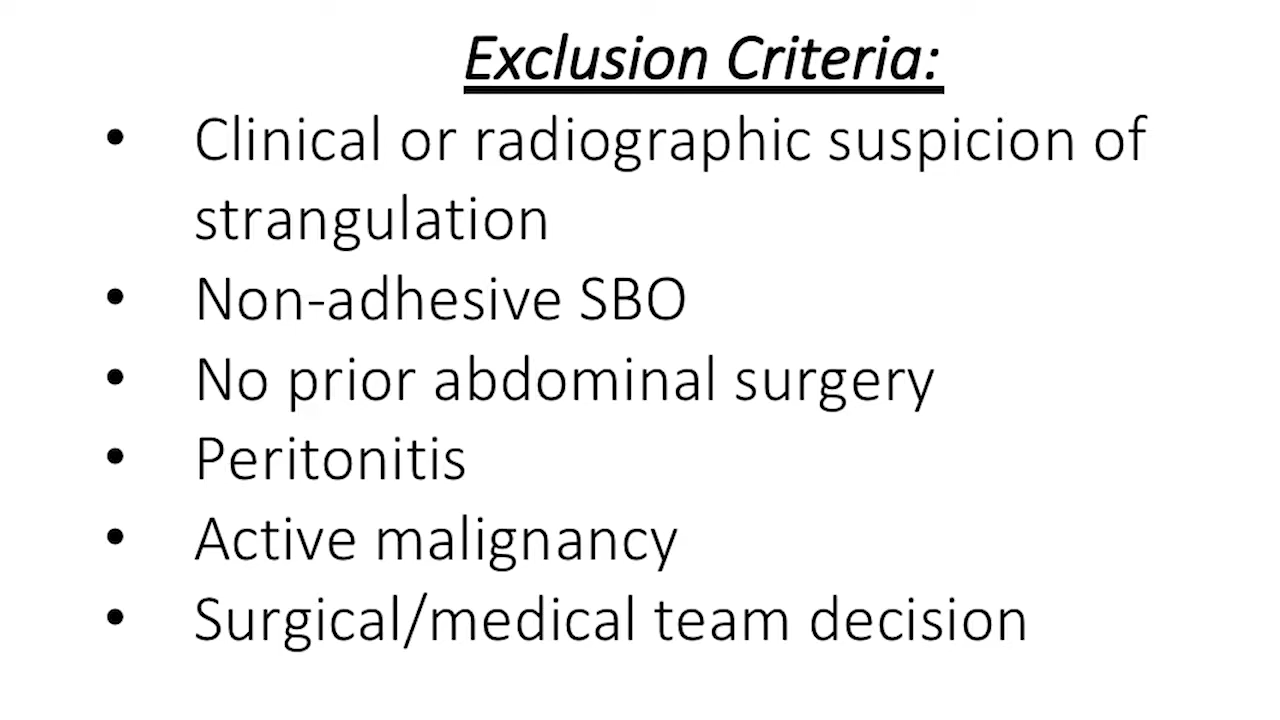 Exclusion Criteria:
• Clinical or radiographic suspicion of
strangulation
• Non-adhesive SBO
• No prior abdominal surgery
• Peritonitis
• Active malignancy
• Surgical/medical team decision